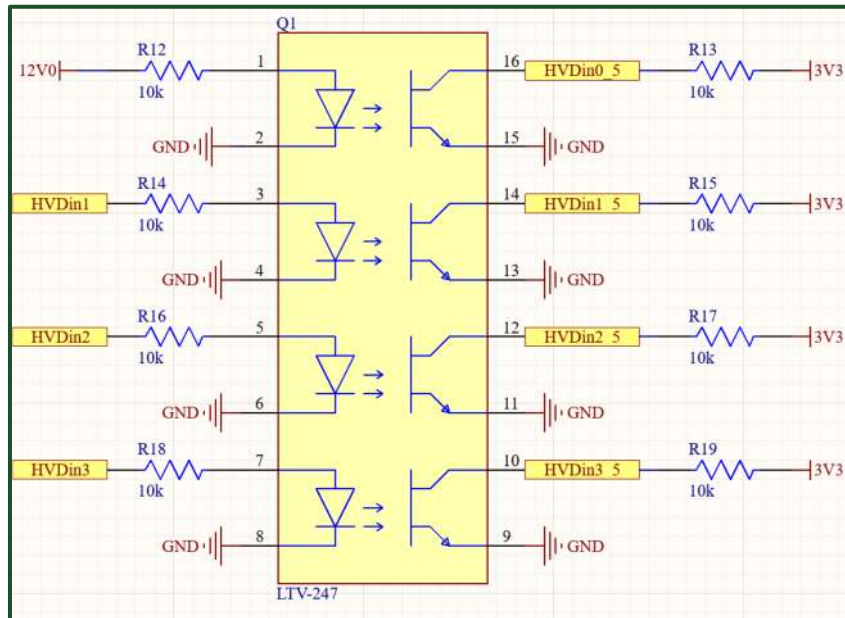 Q1
R12
R13
1
16
12V0
HVDin0_5
3V3
10k
10k
GND
2
15
GND
R14
R15
3
14
HVDin1
HVDin1_5
3V3
10k
10k
GND
4
13
GND
R16
R17
5
12
HVDin2
HVDin2_5
3V3
10k
10k
GND
6
11
GND
R18
R19
7
10
HVDin3
HVDin3_5
3V3
10k
10k
GND
8
9
GND
LTV-247